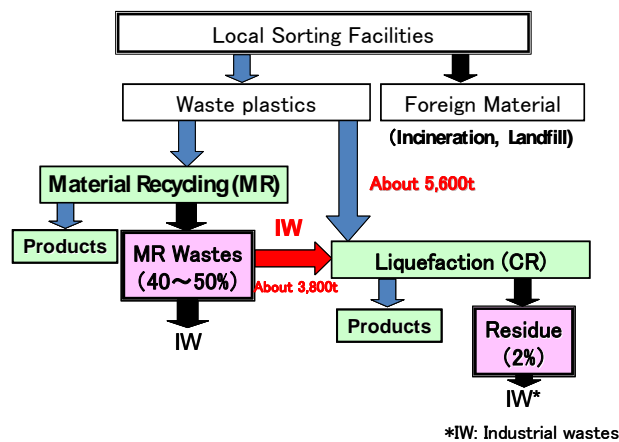 Local Sorting Facilities
Waste plastics
Foreign Material
(Incineration, Landfill)
Material Recycling(MR)
About 5,600t
Products
MR Wastes
(40～50%)
IW
About 3,800t
Liquefaction (CR)
IW
Products
Residue
(2%)
IW*
*IW: Industrial wastes